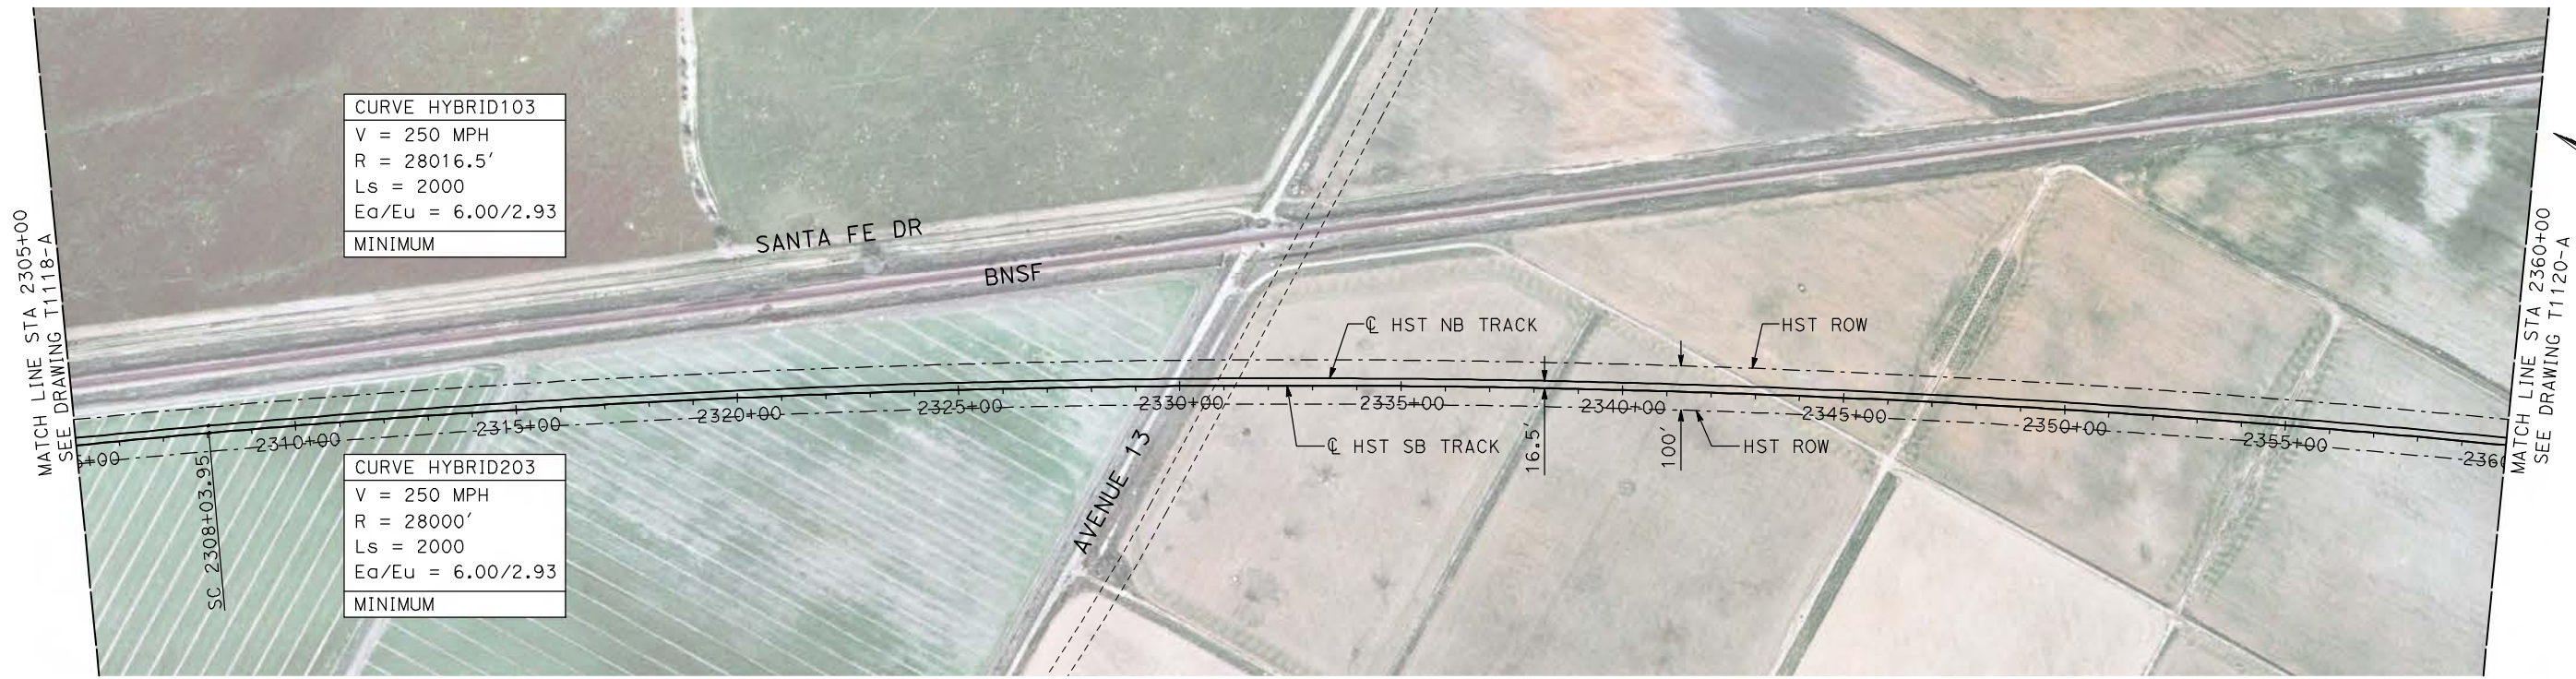 MATCH LINE STA 2305+00
SEE DRAWING T1118-A
CURVE HYBRID103
V = 250 MPH
R = 28016.5'
Ls = 2000
Ea/Eu = 6.00/2.93
MINIMUM
SANTA FE DR
BNSF
℄ HST NB TRACK
HST ROW
5+00
2310+00
2315+00
2320+00
2325+00
2330+00
2335+00
2340+00
2345+00
2350+00
2355+00
2360
SC 2308+03.95
CURVE HYBRID203
V = 250 MPH
R = 28000'
Ls = 2000
Ea/Eu = 6.00/2.93
MINIMUM
AVENUE 13
℄ HST SB TRACK
16.5'
100'
HST ROW
MATCH LINE STA 2360+00
SEE DRAWING T1120-A